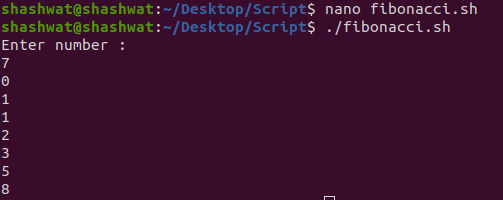 shashwat@shashwat:~/Desktop/Script$ nano fibonacci.sh
shashwat@shashwat:~/Desktop/Script$ ./fibonacci.sh
Enter number :
7
0
1
1
2
3
5
8